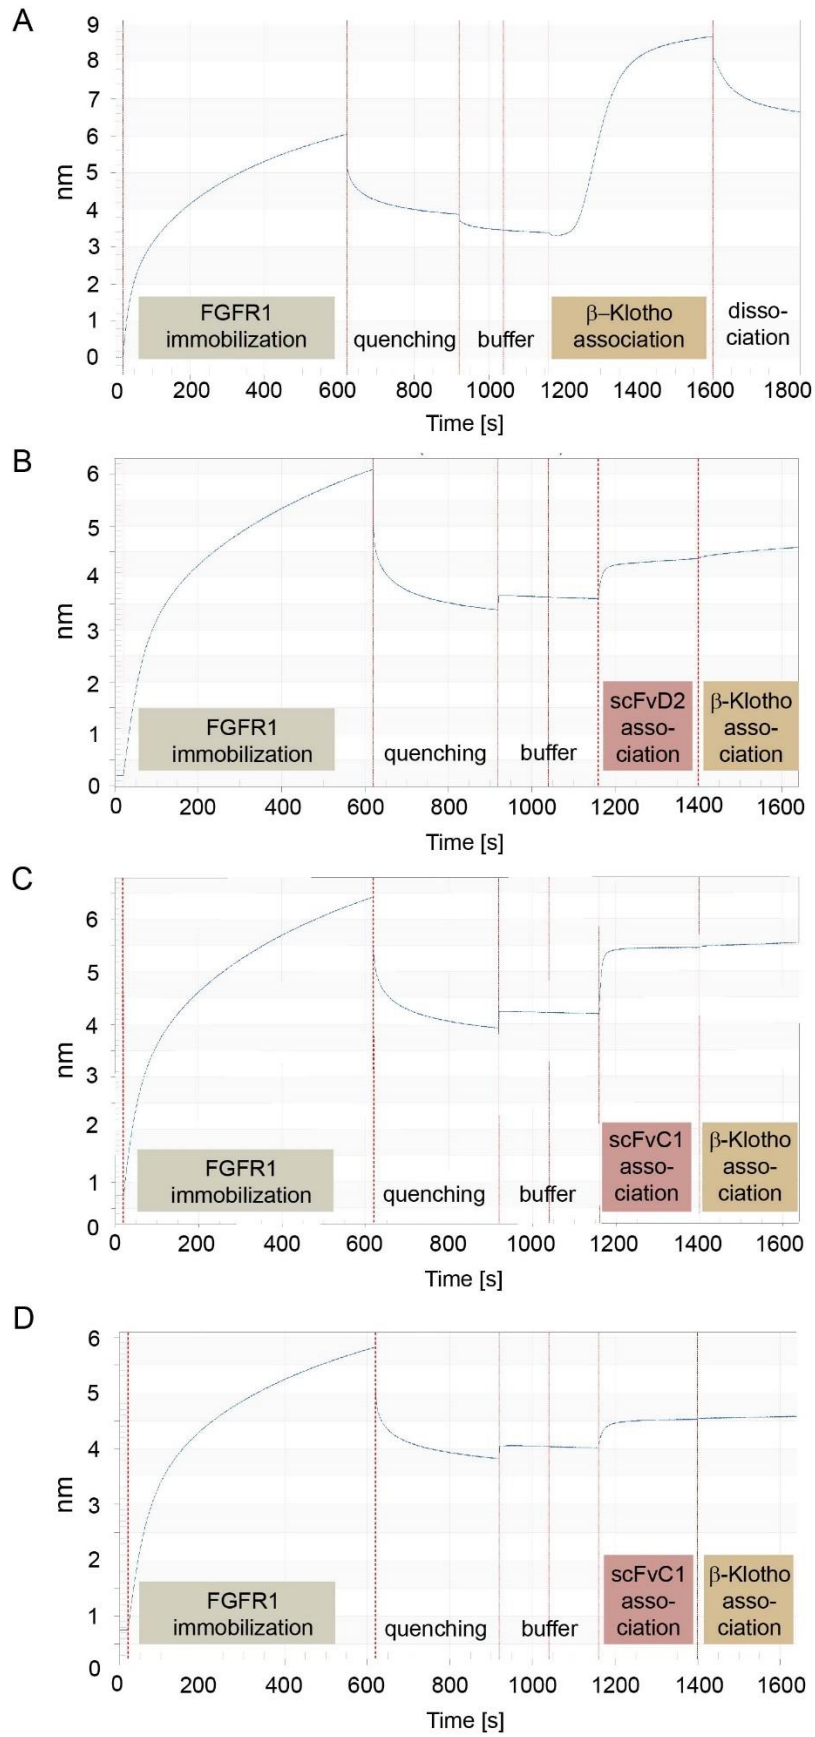 A
9
8
7
6
5
4
3
2
1
0
nm
FGFR1
immobilization
quenching
buffer
β–Klotho
association
disso-
ciation
0 200 400 600 800 1000 1200 1400 1600 1800
Time [s]
B
6
5
4
3
2
1
0
nm
FGFR1
immobilization
quenching
buffer
scFvD2
asso-
ciation
β-Klotho
asso-
ciation
0 200 400 600 800 1000 1200 1400 1600
Time [s]
C
6
5
4
3
2
1
0
nm
FGFR1
immobilization
quenching
buffer
scFvC1
asso-
ciation
β-Klotho
asso-
ciation
0 200 400 600 800 1000 1200 1400 1600
Time [s]
D
6
5
4
3
2
1
0
nm
FGFR1
immobilization
quenching
buffer
scFvC1
asso-
ciation
β-Klotho
asso-
ciation
0 200 400 600 800 1000 1200 1400 1600
Time [s]